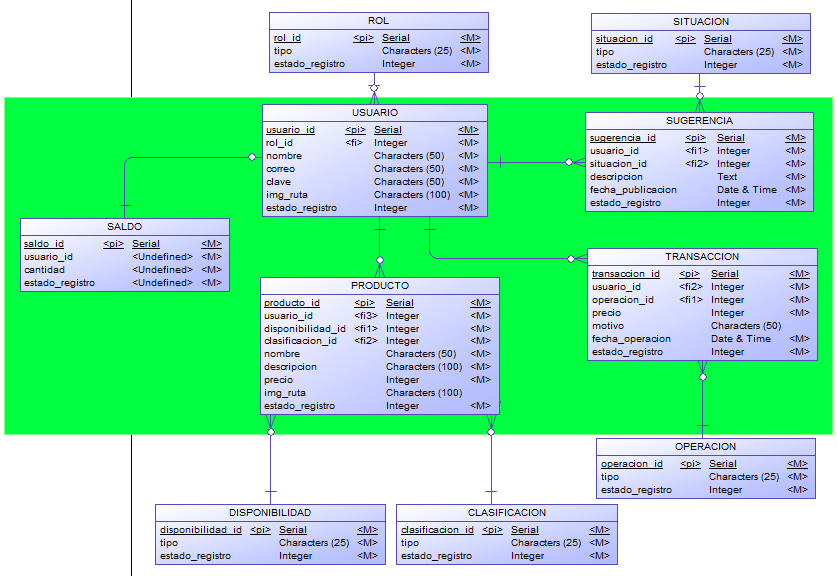 ROL
rol_id <pi> Serial <M>
tipo Characters (25) <M>
estado_registro Integer <M>
SITUACION
situacion_id <pi> Serial <M>
tipo Characters (25) <M>
estado_registro Integer <M>
USUARIO
usuario_id <pi> Serial <M>
rol_id <fi> Integer <M>
nombre Characters (50) <M>
correo Characters (50) <M>
clave Characters (50) <M>
img_ruta Characters (100) <M>
estado_registro Integer <M>
SUGERENCIA
sugerencia_id <pi> Serial <M>
usuario_id <fi1> Integer <M>
situacion_id <fi2> Integer <M>
descripcion Text <M>
fecha_publicacion Date & Time <M>
estado_registro Integer <M>
SALDO
saldo_id <pi> Serial <M>
usuario_id <Undefined> <M>
cantidad <Undefined> <M>
estado_registro <Undefined> <M>
TRANSACCION
transaccion_id <pi> Serial <M>
usuario_id <fi2> Integer <M>
operacion_id <fi1> Integer <M>
precio Integer <M>
motivo Characters (50)
fecha_operacion Date & Time <M>
estado_registro Integer <M>
PRODUCTO
producto_id <pi> Serial <M>
usuario_id <fi3> Integer <M>
disponibilidad_id <fi1> Integer <M>
clasificacion_id <fi2> Integer <M>
nombre Characters (50) <M>
descripcion Characters (100) <M>
precio Integer <M>
img_ruta Characters (100)
estado_registro Integer <M>
OPERACION
operacion_id <pi> Serial <M>
tipo Characters (25) <M>
estado_registro Integer <M>
DISPONIBILIDAD
disponibilidad_id <pi> Serial <M>
tipo Characters (25) <M>
estado_registro Integer <M>
CLASIFICACION
clasificacion_id <pi> Serial <M>
tipo Characters (25) <M>
estado_registro Integer <M>